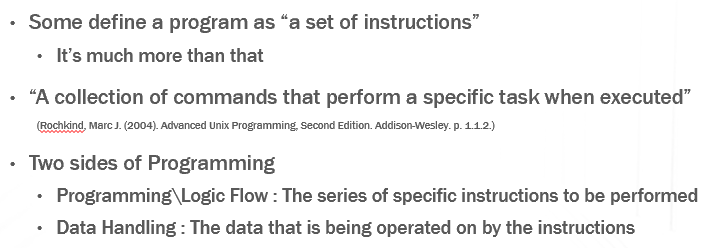 • Some define a program as “a set of instructions”
• It’s much more than that
• “A collection of commands that perform a specific task when executed”
(Rochkind, Marc J. (2004). Advanced Unix Programming, Second Edition. Addison-Wesley. p. 1.1.2.)
• Two sides of Programming
• Programming\Logic Flow : The series of specific instructions to be performed
• Data Handling : The data that is being operated on by the instructions